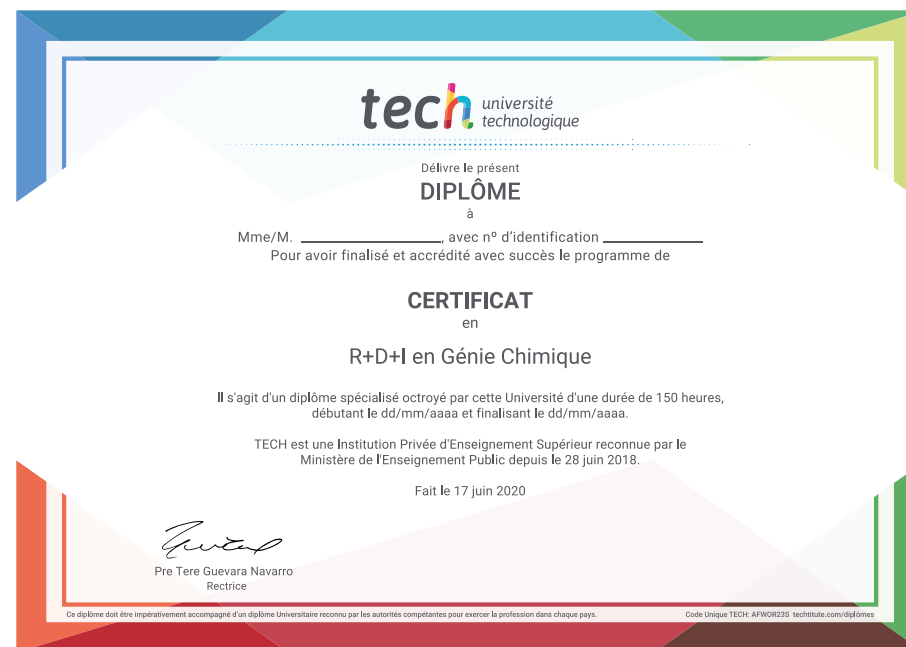 tech université
technologique
Délivre le présent
DIPLÔME
à
Mme/M. ____________________, avec nº d'identification ______________
Pour avoir finalisé et accrédité avec succès le programme de
CERTIFICAT
en
R+D+I en Génie Chimique
Il s'agit d'un diplôme spécialisé octroyé par cette Université d'une durée de 150 heures,
débutant le dd/mm/aaaa et finalisant le dd/mm/aaaa.
TECH est une Institution Privée d'Enseignement Supérieur reconnue par le
Ministère de l'Enseignement Public depuis le 28 juin 2018.
Fait le 17 juin 2020
Pre Tere Guevara Navarro
Rectrice
Ce diplôme doit être impérativement accompagné d'un diplôme Universitaire reconnu par les autorités compétantes pour exercer la profession dans chaque pays.
Code Unique TECH: AFWOR23S techtitute.com/diplomes